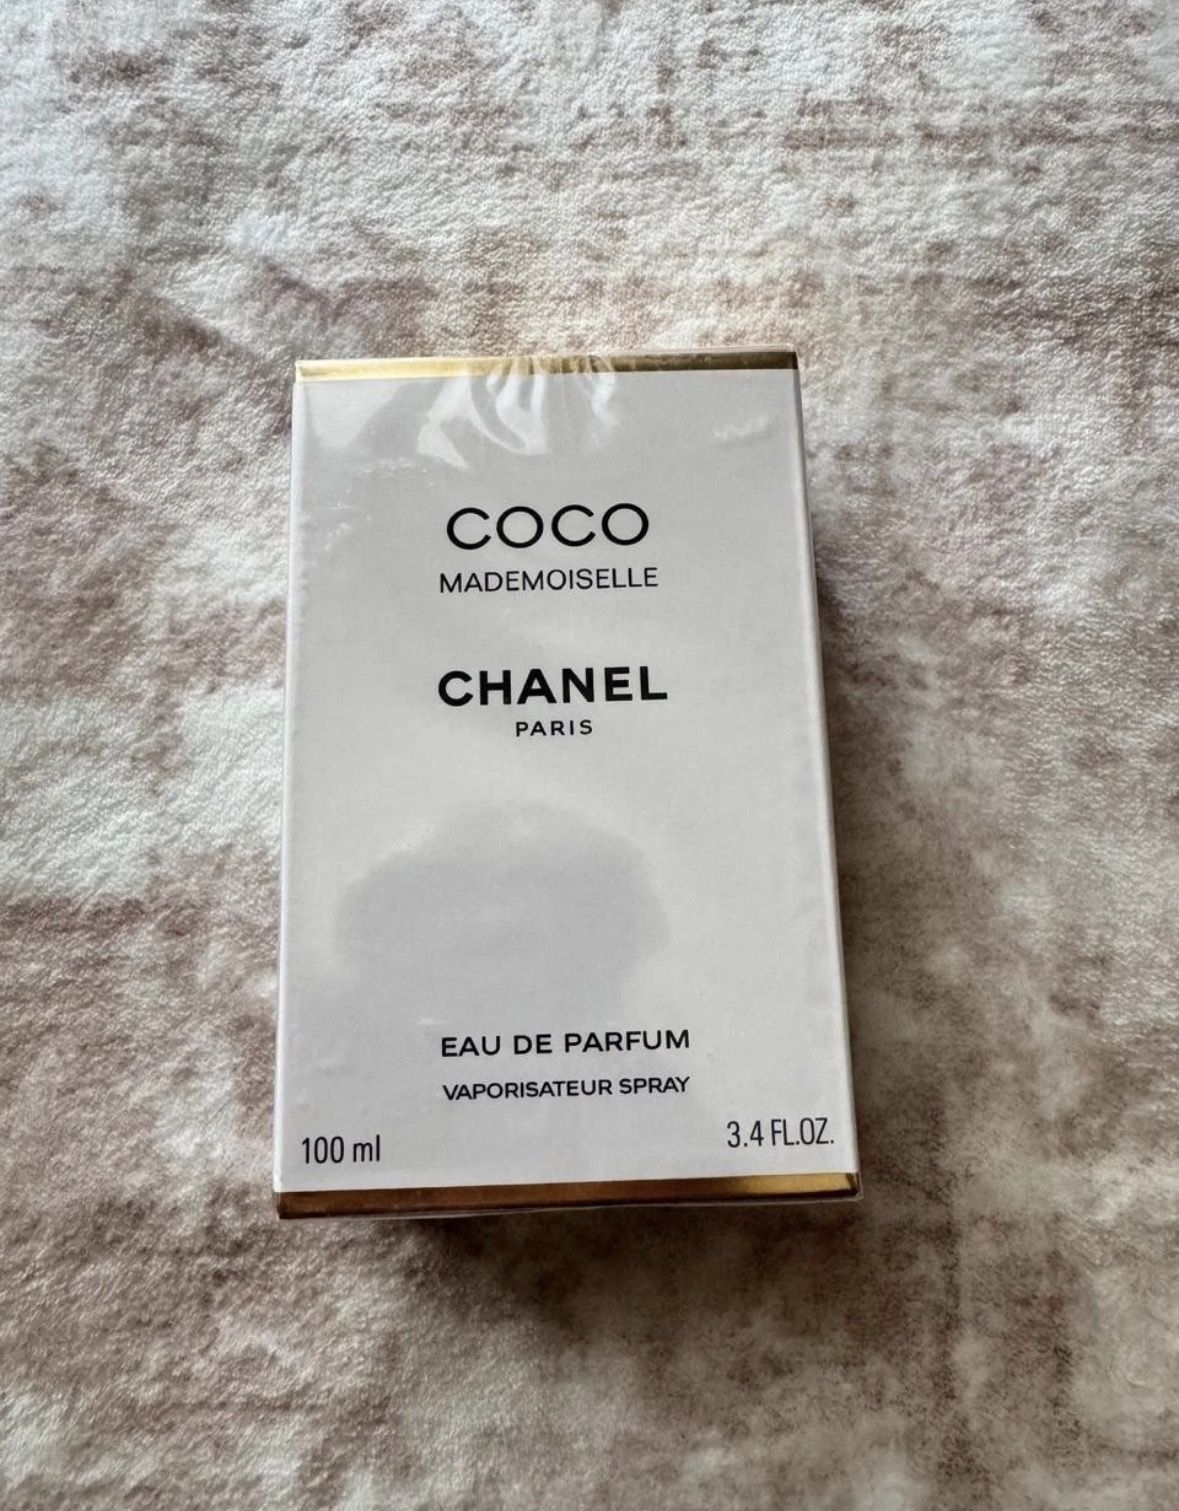 COCO
MADEMOISELLE
CHANEL
PARIS
EAU DE PARFUM
VAPORISATEUR SPRAY
100 ml 3.4 FL.OZ.